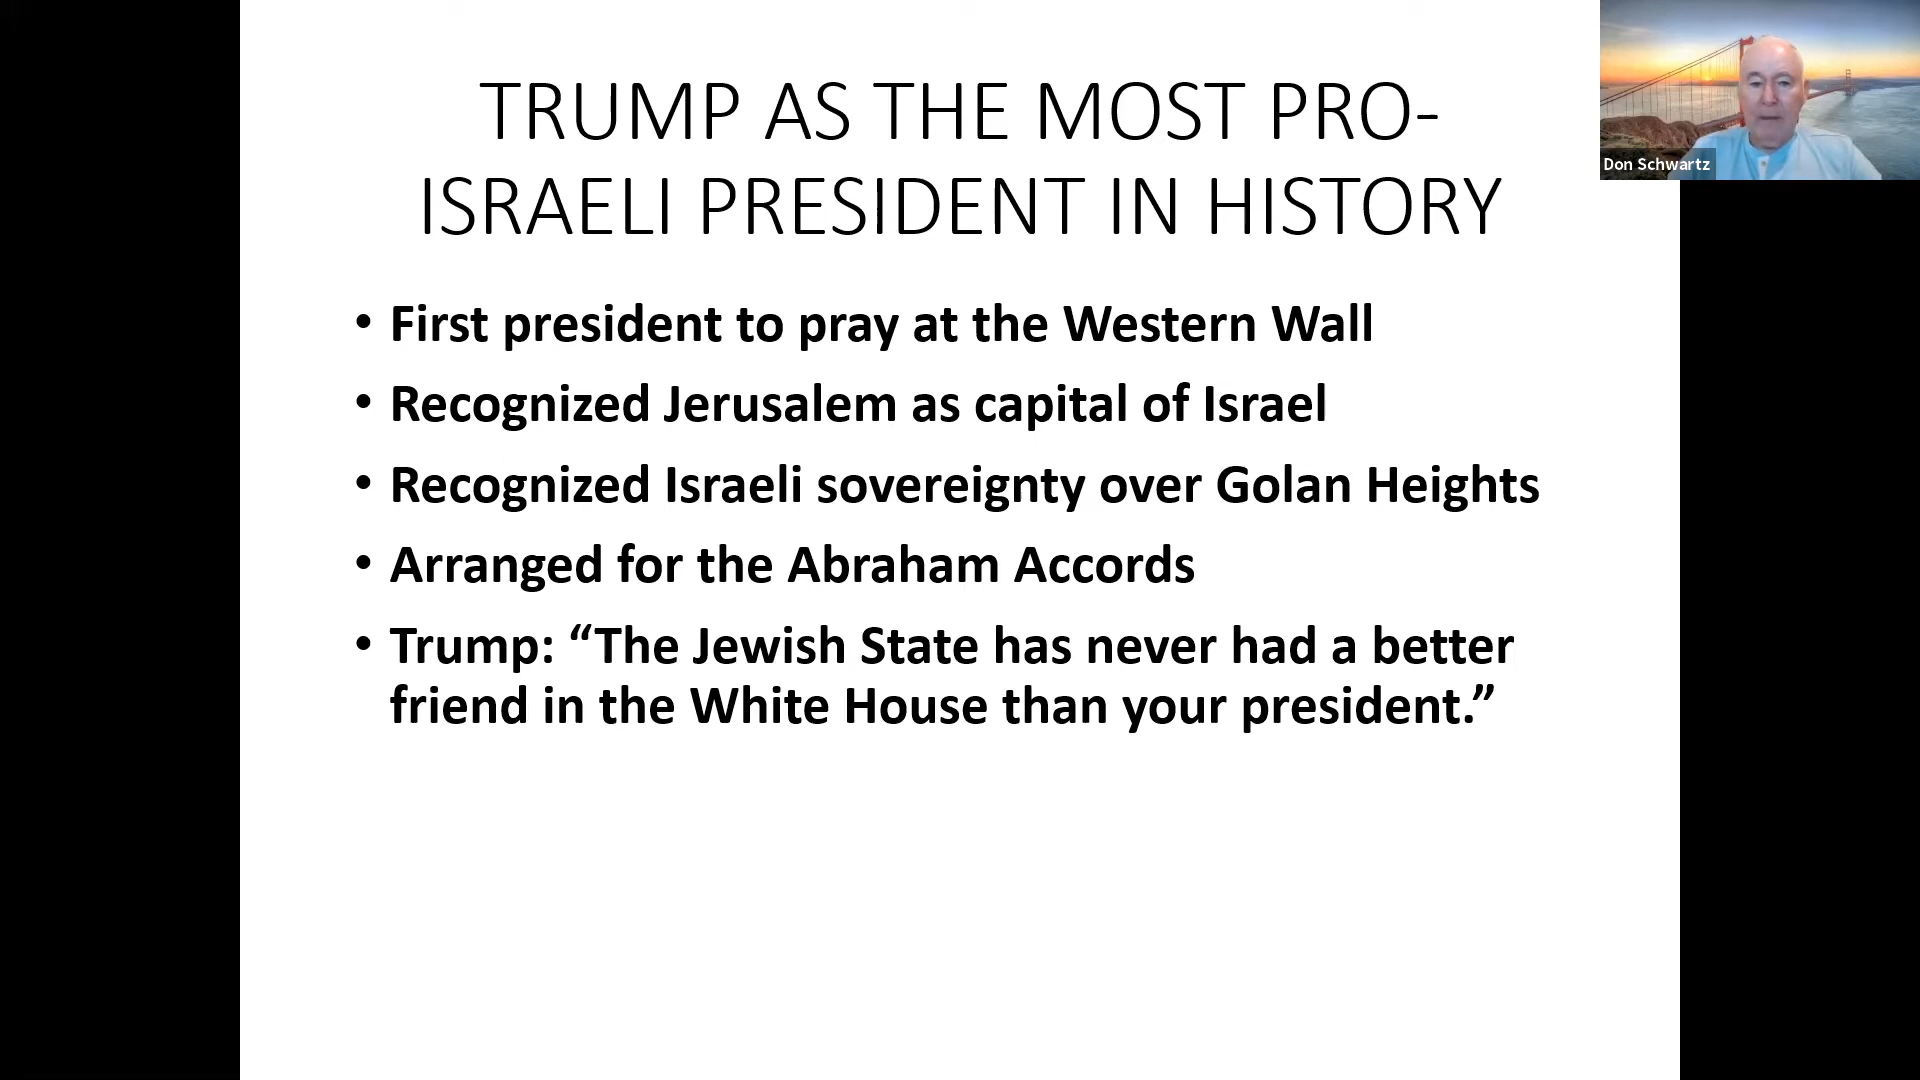 TRUMP AS THE MOST PRO-
ISRAELI PRESIDENT IN HISTORY
Don Schwartz
• First president to pray at the Western Wall
• Recognized Jerusalem as capital of Israel
• Recognized Israeli sovereignty over Golan Heights
• Arranged for the Abraham Accords
• Trump: “The Jewish State has never had a better
friend in the White House than your president.”